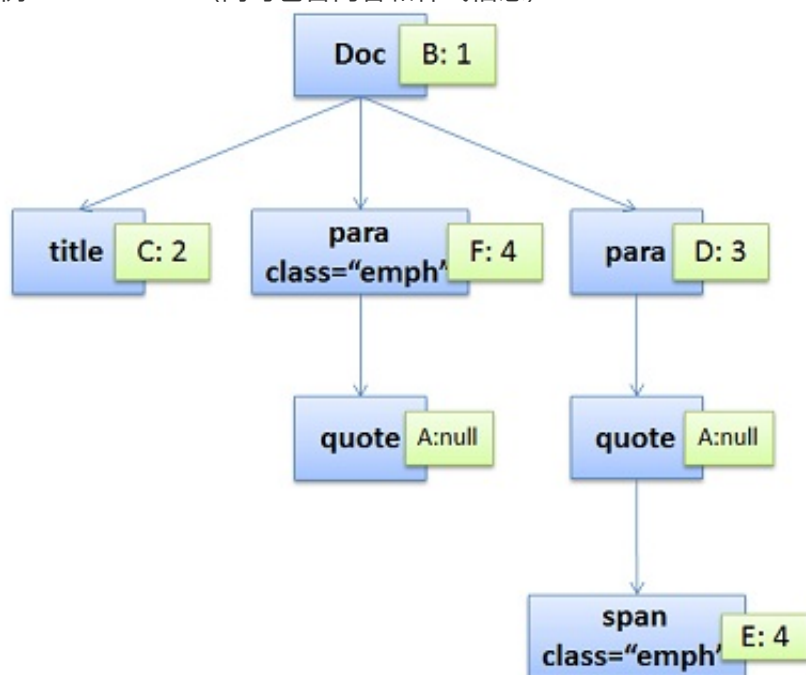 Doc B: 1
title C: 2
para
class=“emph” F: 4
para D: 3
quote A:null
quote A:null
span
class=“emph” E: 4